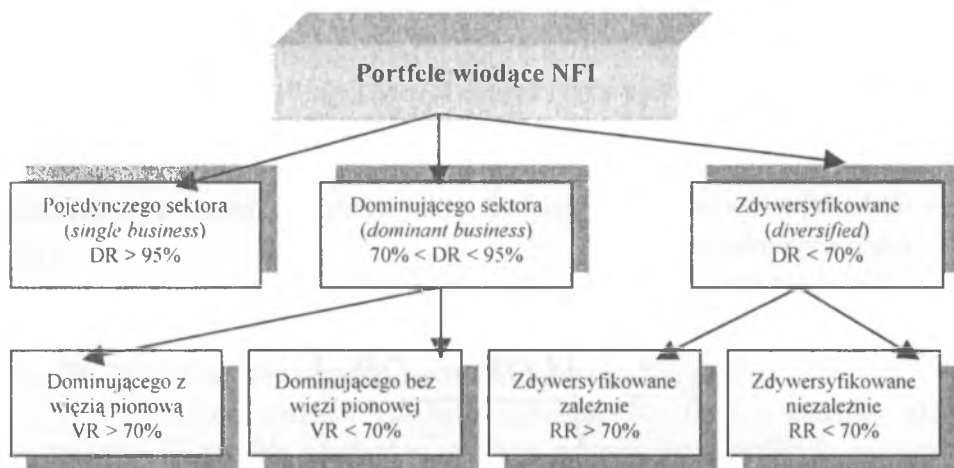 Portfele wiodące NFI
Pojedynczego sektora
(single business)
DR > 95%
Dominującego sektora
(dominant business)
70% < DR < 95%
Zdywersyfikowane
(diversified)
DR < 70%
Dominującego z
więzią pionową
VR > 70%
Dominującego bez
więzi pionowej
VR < 70%
Zdywersyfikowane
zależnie
RR > 70%
Zdywersyfikowane
niezależnie
RR < 70%